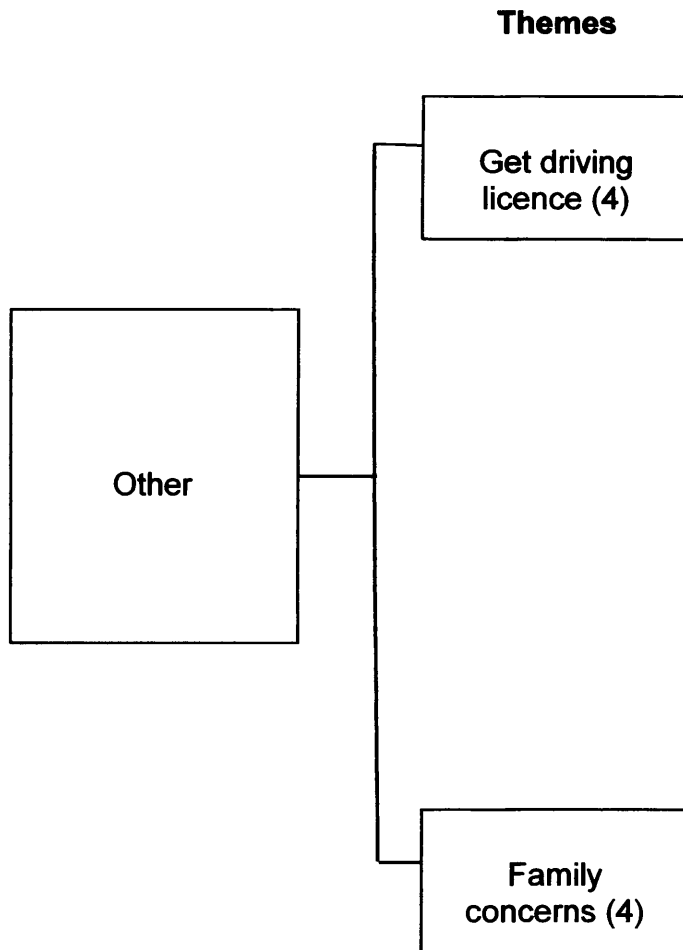 Themes
Get driving
licence (4)
Other
Family
concerns (4)